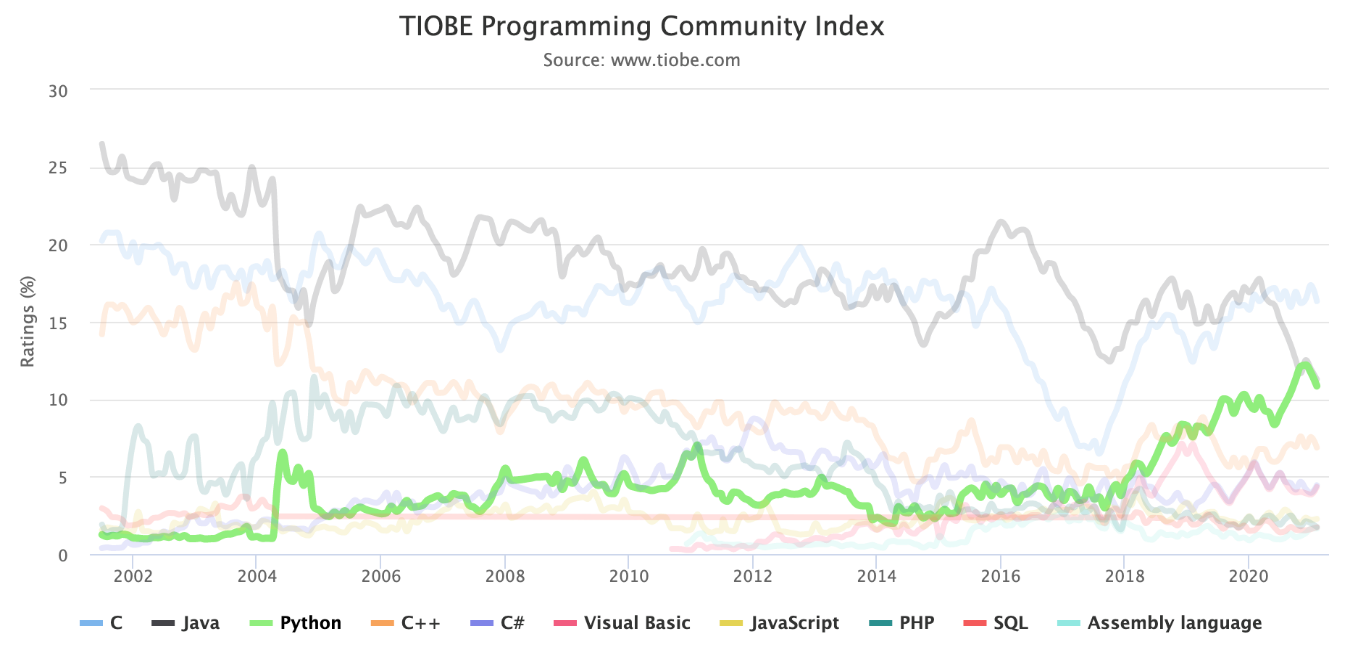 TIOBE Programming Community Index
Source: www.tiobe.com
Ratings (%)
30
25
20
15
10
5
0
2002 2004 2006 2008 2010 2012 2014 2016 2018 2020
C Java Python C++ C# Visual Basic JavaScript PHP SQL Assembly language